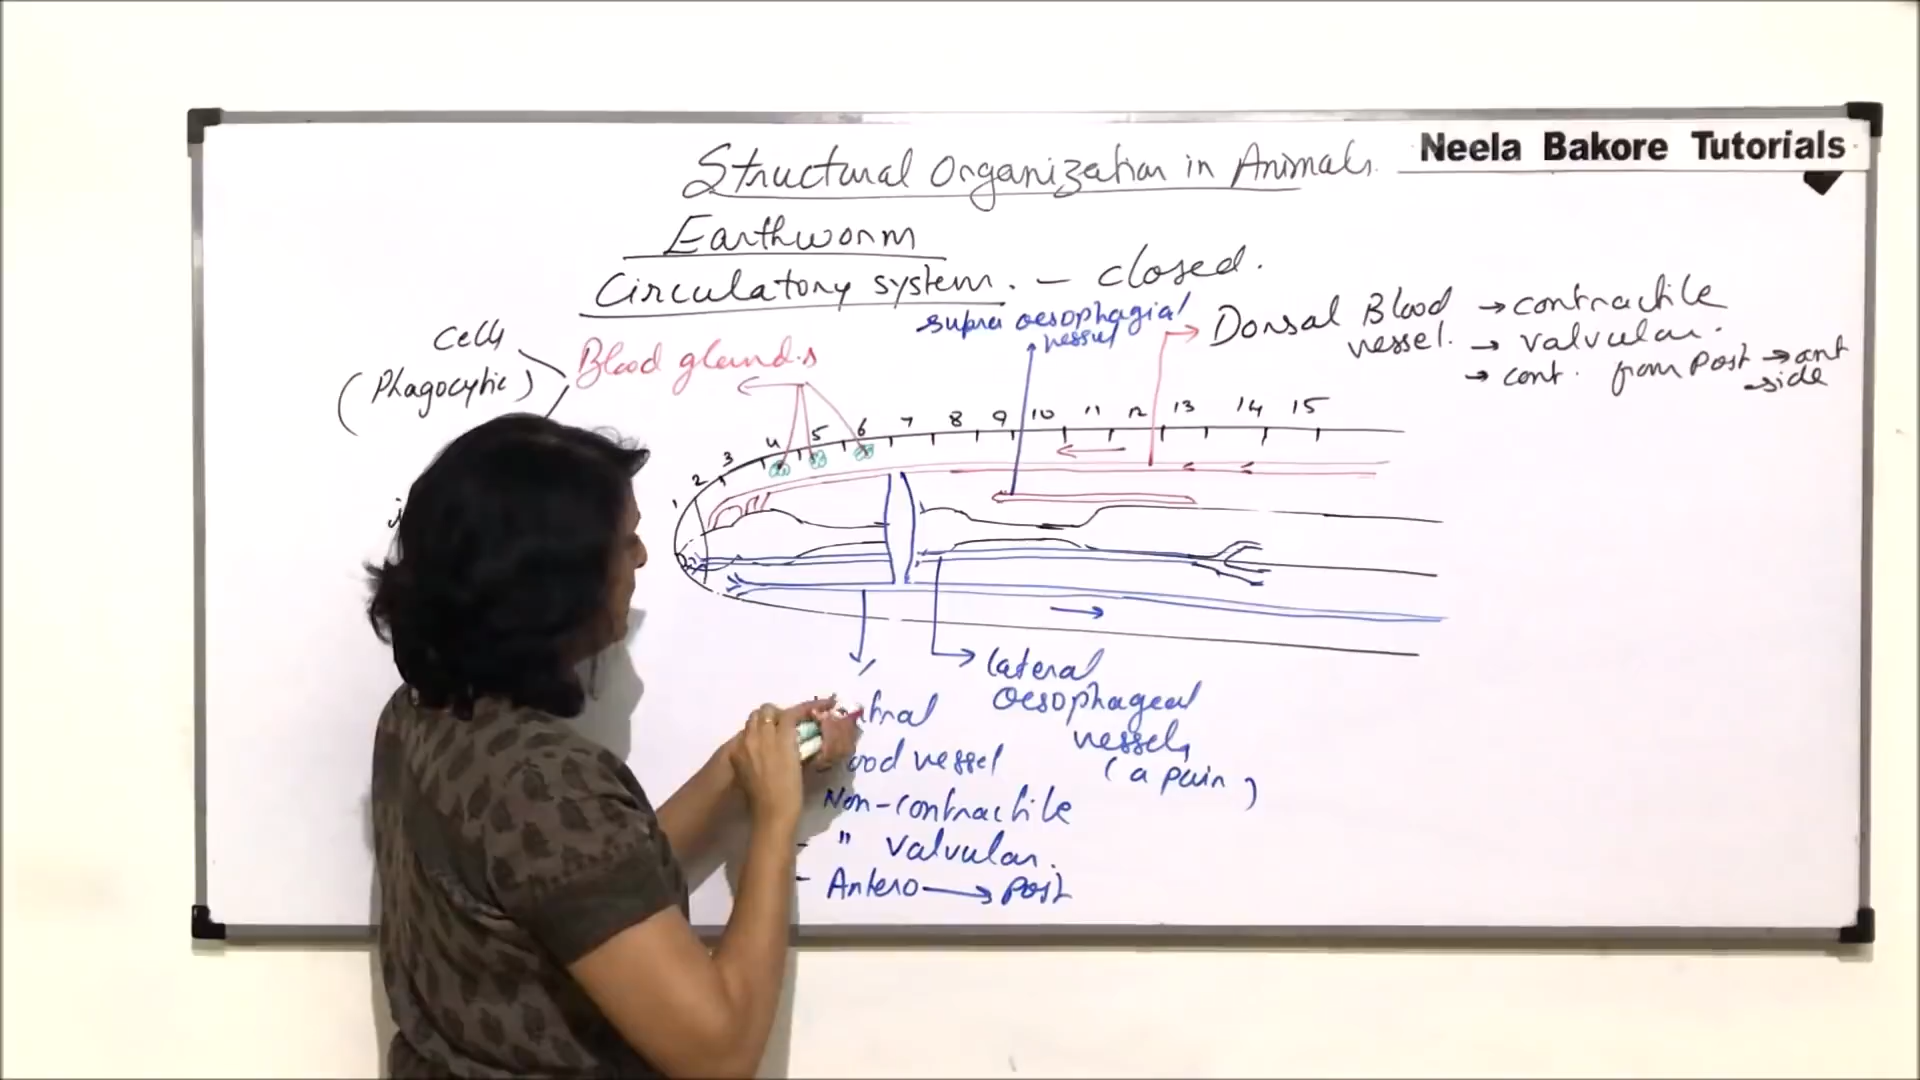 Neela Bakore Tutorials
Structural Organization in Animals.
Earthworm
Circulatory system. - closed.
supra oesophagial
vessel
Dorsal Blood
vessel.
→ contractile
→ valvular.
→ cont. from post → ant
side
Cells
(Phagocytic)
Blood glands
1 2 3 4 5 6 7 8 9 10 11 12 13 14 15
lateral
oesophageal
vessels
(a pair)
vessel
Non-contractile
- " valvular.
- Antero → post